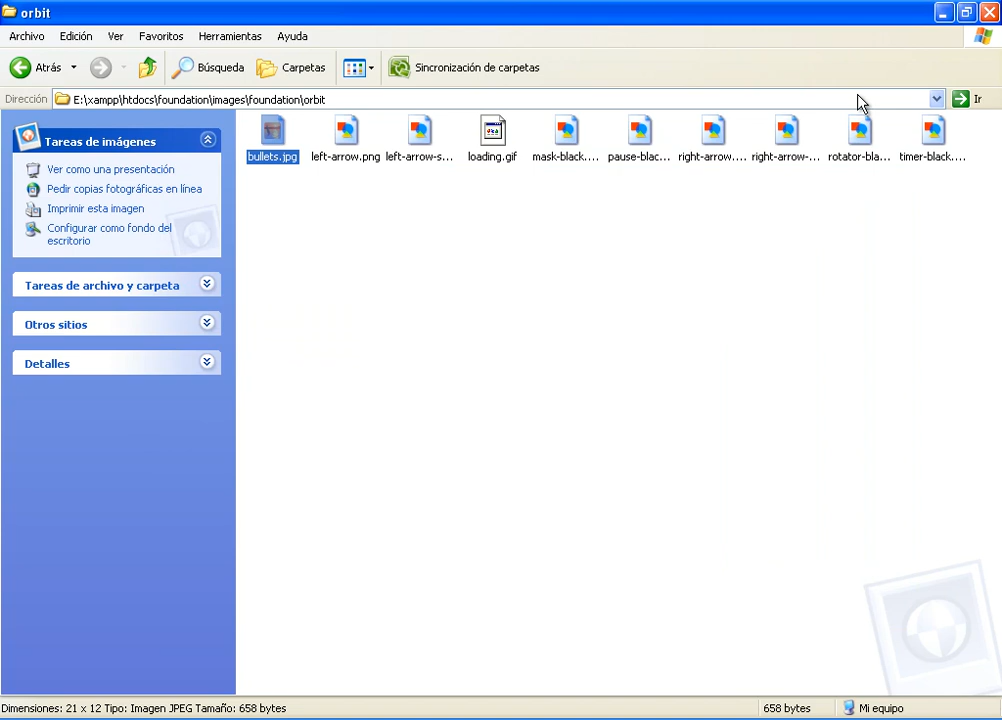 orbit
Archivo Edición Ver Favoritos Herramientas Ayuda
Atrás Búsqueda Carpetas Sincronización de carpetas
Dirección E:\xampp\htdocs\foundation\images\foundation\orbit Ir
Tareas de imágenes
Ver como una presentación
Pedir copias fotográficas en línea
Imprimir esta imagen
Configurar como fondo del
escritorio
Tareas de archivo y carpeta
Otros sitios
Detalles
bullets.jpg left-arrow.png left-arrow-s... loading.gif mask-black.... pause-blac... right-arrow.... right-arrow-... rotator-bla... timer-black....
Dimensiones: 21 x 12 Tipo: Imagen JPEG Tamaño: 658 bytes 658 bytes Mi equipo